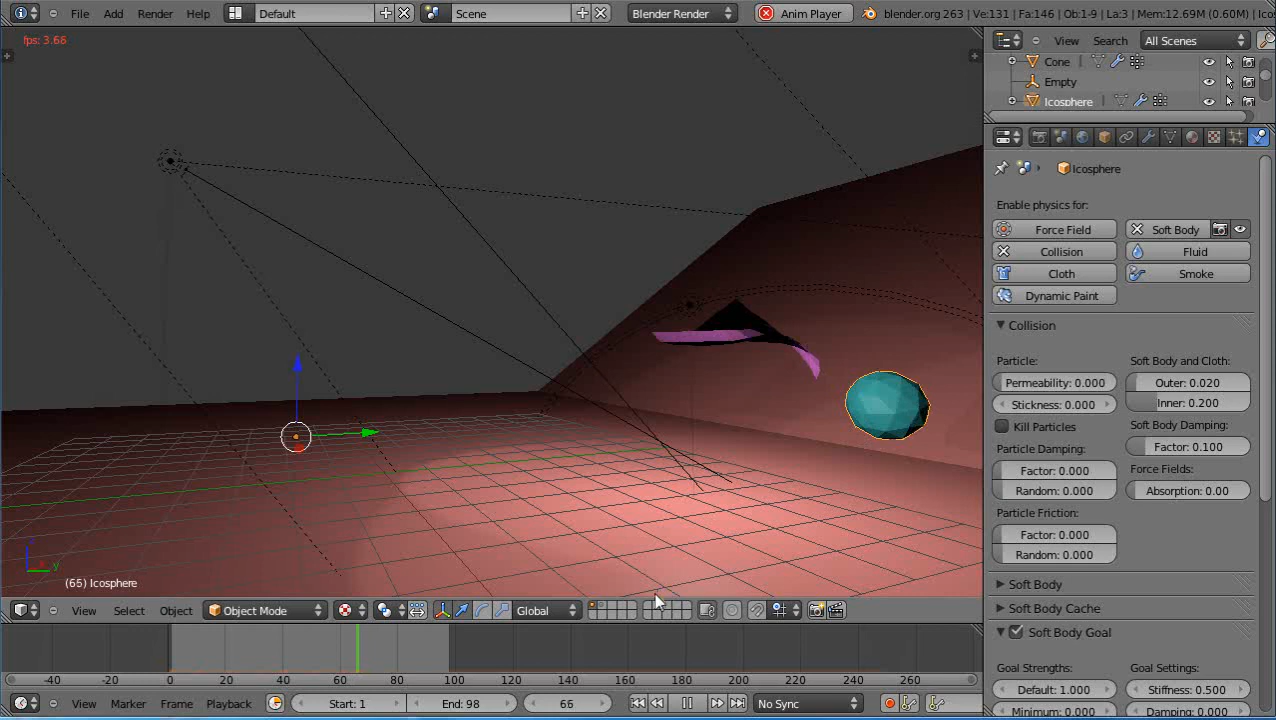 File Add Render Help Default Scene Blender Render Anim Player blender.org 263 | Ve:131 | Fa:146 | Ob:1-9 | La:3 | Mem:12.69M (0.60M) | Icos
fps: 3.66
View Search All Scenes
Cone
Empty
Icosphere
Icosphere
Enable physics for:
Force Field Soft Body
Collision Fluid
Cloth Smoke
Dynamic Paint
Collision
Particle: Soft Body and Cloth:
Permeability: 0.000 Outer: 0.020
Stickness: 0.000 Inner: 0.200
Kill Particles Soft Body Damping:
Particle Damping: Factor: 0.100
Factor: 0.000 Force Fields:
Random: 0.000 Absorption: 0.00
Particle Friction:
Factor: 0.000
Random: 0.000
Soft Body
Soft Body Cache
Soft Body Goal
Goal Strengths: Goal Settings:
Default: 1.000 Stiffness: 0.500
Minimum: 0.000 Damping: 0.000
z
y
(65) Icosphere
View Select Object Object Mode Global
-40 -20 0 20 40 60 80 100 120 140 160 180 200 220 240 260
View Marker Frame Playback Start: 1 End: 98 66 No Sync